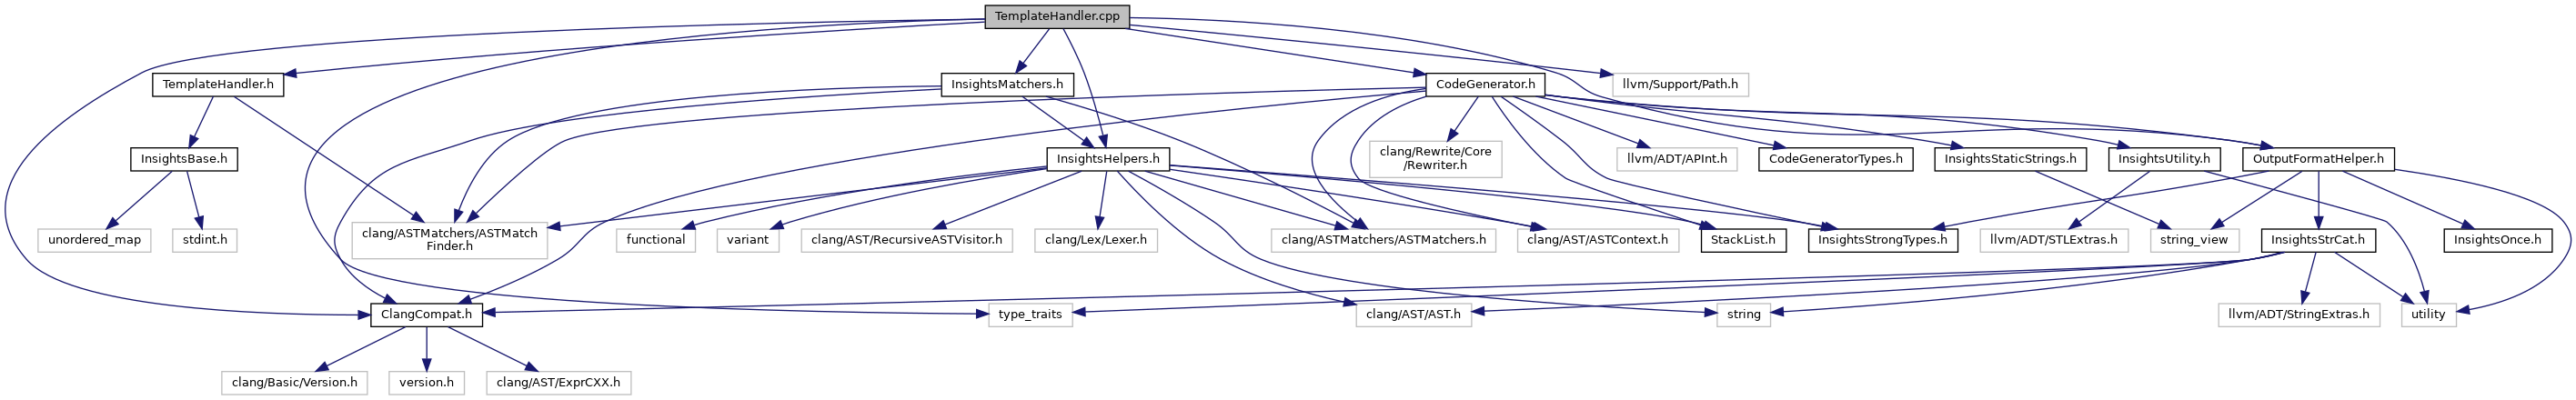 TemplateHandler.cpp
TemplateHandler.h
InsightsMatchers.h
CodeGenerator.h
llvm/Support/Path.h
InsightsBase.h
InsightsHelpers.h
clang/Rewrite/Core
/Rewriter.h
llvm/ADT/APInt.h
CodeGeneratorTypes.h
InsightsStaticStrings.h
InsightsUtility.h
OutputFormatHelper.h
unordered_map
stdint.h
clang/ASTMatchers/ASTMatch
Finder.h
functional
variant
clang/AST/RecursiveASTVisitor.h
clang/Lex/Lexer.h
clang/ASTMatchers/ASTMatchers.h
clang/AST/ASTContext.h
StackList.h
InsightsStrongTypes.h
llvm/ADT/STLExtras.h
string_view
InsightsStrCat.h
InsightsOnce.h
ClangCompat.h
type_traits
clang/AST/AST.h
string
llvm/ADT/StringExtras.h
utility
clang/Basic/Version.h
version.h
clang/AST/ExprCXX.h